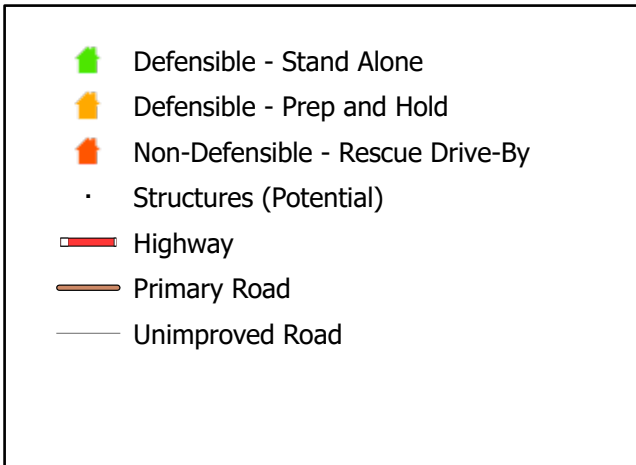 Defensible - Stand Alone
Defensible - Prep and Hold
Non-Defensible - Rescue Drive-By
Structures (Potential)
Highway
Primary Road
Unimproved Road